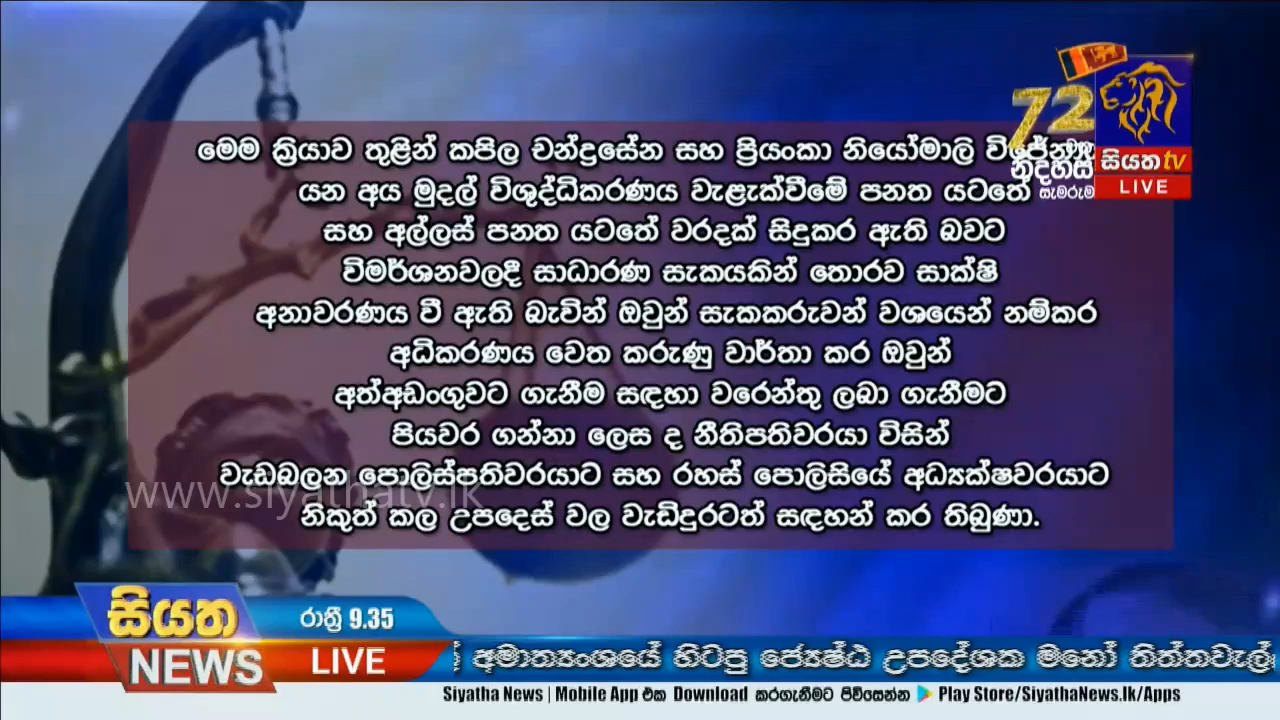 72
නිදහස්
සැමරුම
සියත tv
LIVE
මෙම ක්‍රියාව තුළින් කපිල චන්ද්‍රසේන සහ ප්‍රියංකා නියෝමාලි
යන අය මුදල් විශුද්ධිකරණය වැළැක්වීමේ පනත යටතේ
සහ අල්ලස් පනත යටතේ වරදක් සිදුකර ඇති බවට
විමර්ශනවලදී සාධාරණ සැකයකින් තොරව සාක්ෂි
අනාවරණය වී ඇති බැවින් ඔවුන් සැකකරුවන් වශයෙන් නම්කර
අධිකරණය වෙත කරුණු වාර්තා කර ඔවුන්
අත්අඩංගුවට ගැනීම සඳහා වරෙන්තු ලබා ගැනීමට
පියවර ගන්නා ලෙස ද නීතිපතිවරයා විසින්
වැඩබලන පොලිස්පතිවරයාට සහ රහස් පොලිසියේ අධ්‍යක්ෂවරයාට
නිකුත් කල උපදෙස් වල වැඩිදුරටත් සඳහන් කර තිබුණා.
www.siyathatv.lk
සියත
NEWS
රාත්‍රී 9.35
LIVE
අමාත්‍යංශයේ හිටපු ජ්‍යෙෂ්ඨ උපදේශක මනෝ තිත්තවැල්
Siyatha News | Mobile App එක Download කරගැනීමට පිවිසෙන්න Play Store/SiyathaNews.lk/Apps